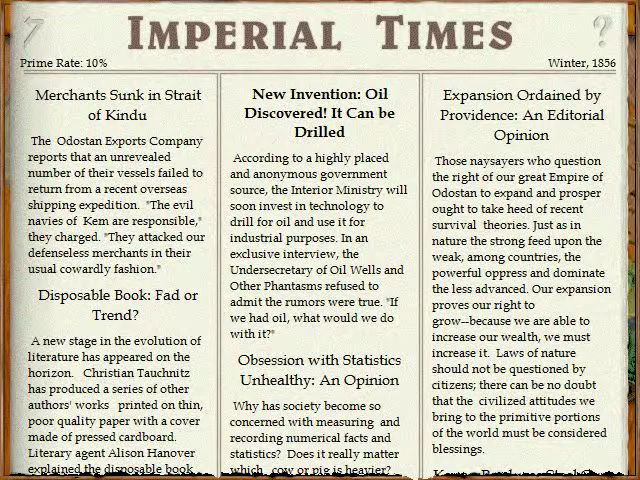 IMPERIAL TIMES
Prime Rate: 10%
Winter, 1856
Merchants Sunk in Strait
of Kindu
The Odostan Exports Company
reports that an unrevealed
number of their vessels failed to
return from a recent overseas
shipping expedition. "The evil
navies of Kem are responsible,"
they charged. "They attacked our
defenseless merchants in their
usual cowardly fashion."
Disposable Book: Fad or
Trend?
A new stage in the evolution of
literature has appeared on the
horizon. Christian Tauchnitz
has produced a series of other
authors' works printed on thin,
poor quality paper with a cover
made of pressed cardboard.
Literary agent Alison Hanover
explained the disposable book
New Invention: Oil
Discovered! It Can be
Drilled
According to a highly placed
and anonymous government
source, the Interior Ministry will
soon invest in technology to
drill for oil and use it for
industrial purposes. In an
exclusive interview, the
Undersecretary of Oil Wells and
Other Phantasms refused to
admit the rumors were true. "If
we had oil, what would we do
with it?"
Obsession with Statistics
Unhealthy: An Opinion
Why has society become so
concerned with measuring and
recording numerical facts and
statistics? Does it really matter
which cow or pig is heavier?
Expansion Ordained by
Providence: An Editorial
Opinion
Those naysayers who question
the right of our great Empire of
Odostan to expand and prosper
ought to take heed of recent
survival theories. Just as in
nature the strong feed upon the
weak, among countries, the
powerful oppress and dominate
the less advanced. Our expansion
proves our right to
grow--because we are able to
increase our wealth, we must
increase it. Laws of nature
should not be questioned by
citizens; there can be no doubt
that the civilized attitudes we
bring to the primitive portions
of the world must be considered
blessings.